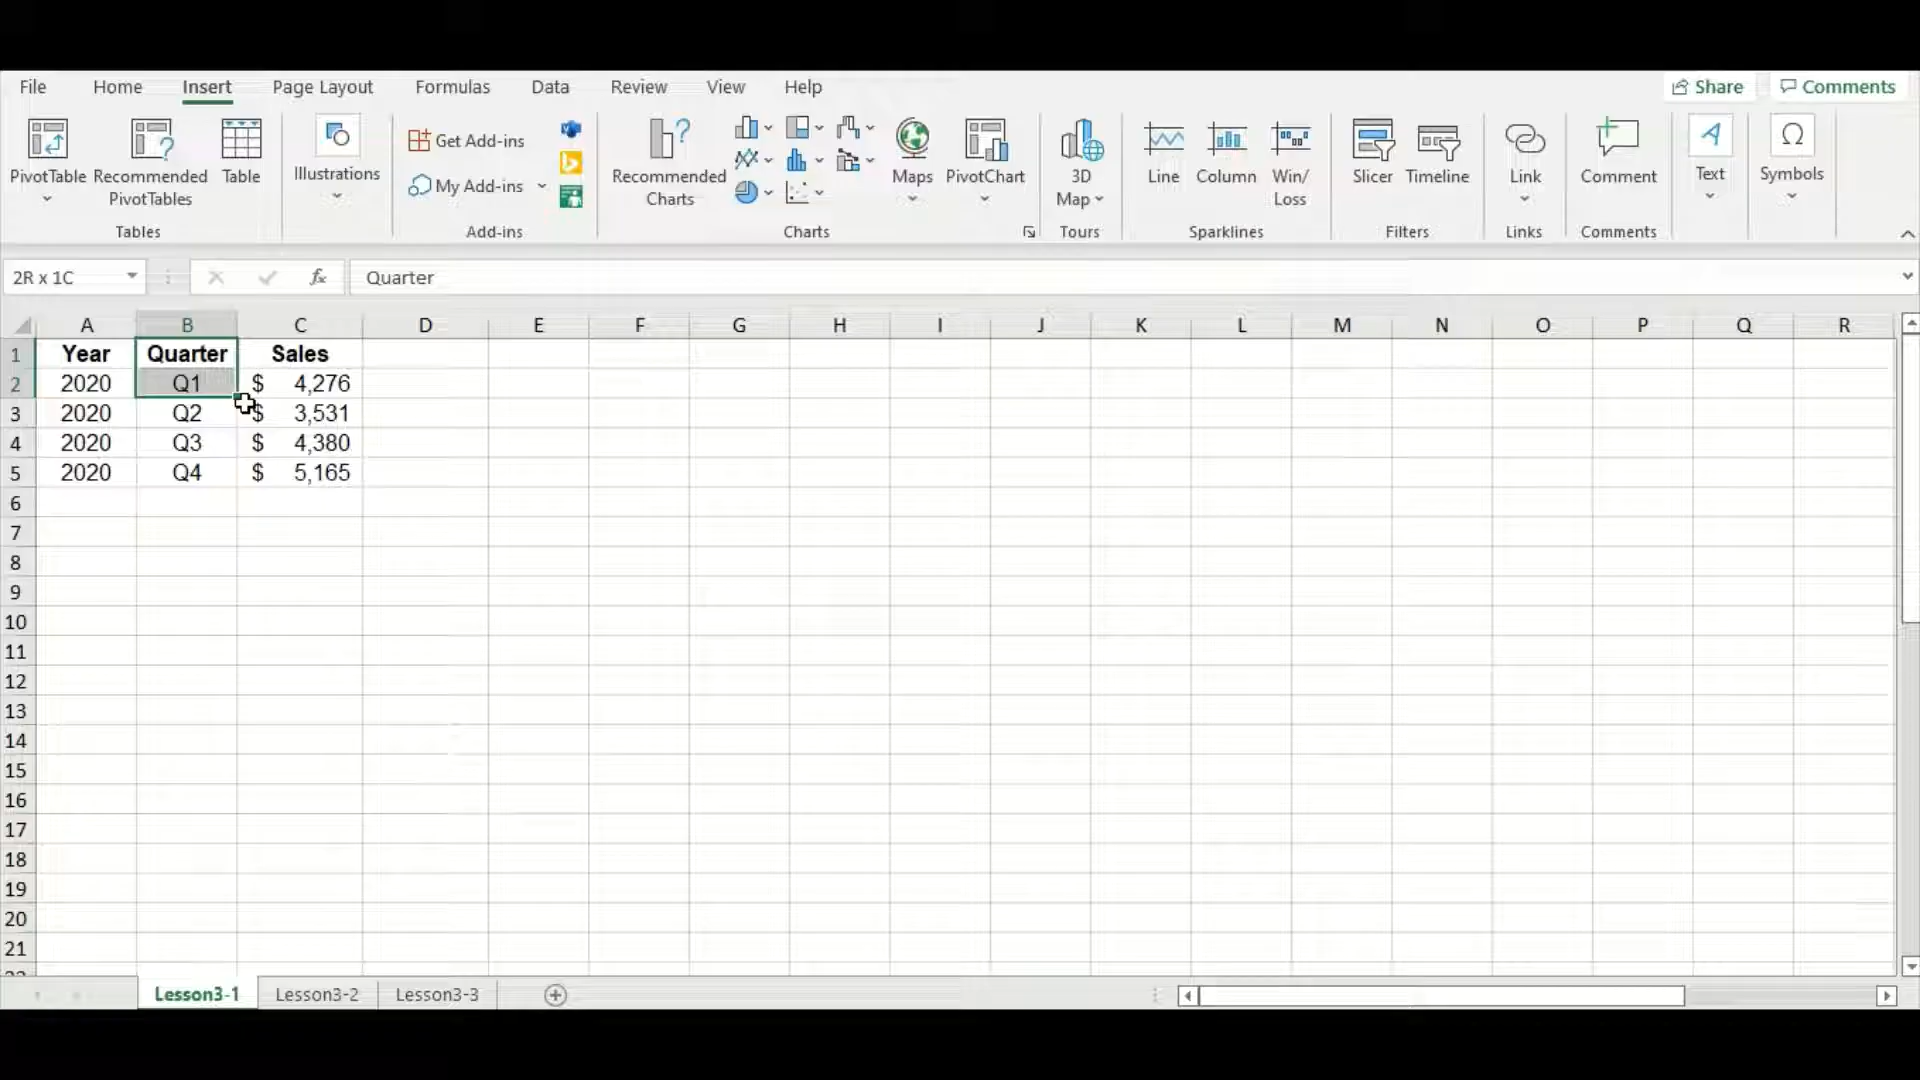 File Home Insert Page Layout Formulas Data Review View Help Share Comments
PivotTable Recommended PivotTables Table Illustrations Get Add-ins My Add-ins Recommended Charts Maps PivotChart 3D Map Line Column Win/Loss Slicer Timeline Link Comment Text Symbols
Tables Add-ins Charts Tours Sparklines Filters Links Comments
2R x 1C fx Quarter
A B C D E F G H I J K L M N O P Q R
1 Year Quarter Sales
2 2020 Q1 $ 4,276
3 2020 Q2 $ 3,531
4 2020 Q3 $ 4,380
5 2020 Q4 $ 5,165
6
7
8
9
10
11
12
13
14
15
16
17
18
19
20
21
Lesson3-1 Lesson3-2 Lesson3-3